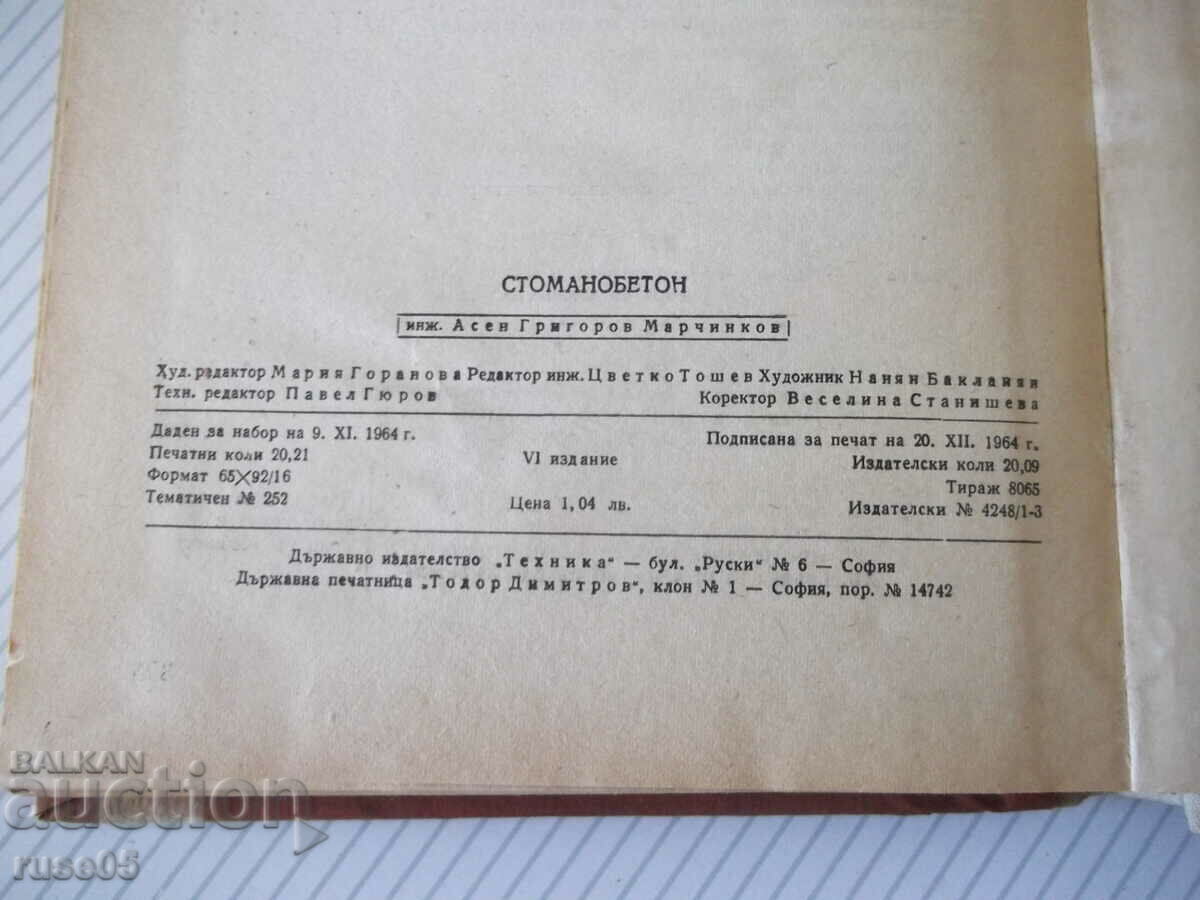 СТОМАНОБЕТОН
инж. Асен Григоров Марчинков
Худ. редактор Мария Горанова Редактор инж. Цветко Тошев Художник Нанян Бакланян
Техн. редактор Павел Гюров Коректор Веселина Станишева
Даден за набор на 9. XI. 1964 г. Подписана за печат на 20. XII. 1964 г.
Печатни коли 20,21 VI издание Издателски коли 20,09
Формат 65×92/16 Тираж 8065
Тематичен № 252 Цена 1,04 лв. Издателски № 4248/1-3
Държавно издателство „Техника" — бул. „Руски" № 6 — София
Държавна печатница „Тодор Димитров", клон № 1 — София, пор. № 14742
BALKAN
auction
ruse05